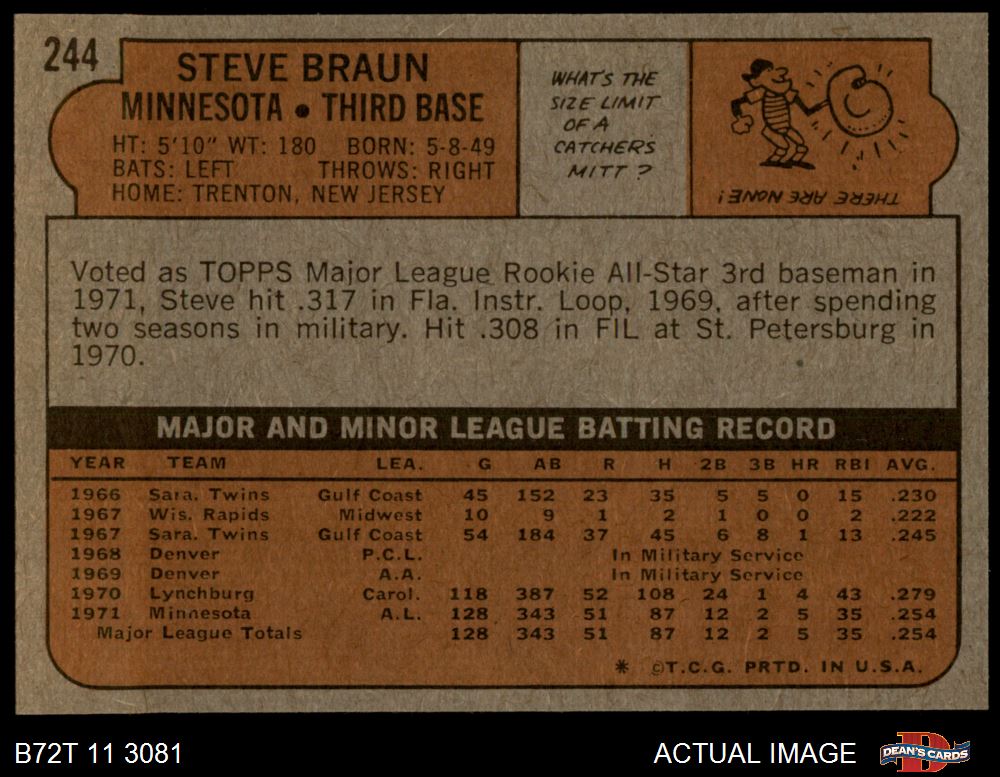 244
STEVE BRAUN
MINNESOTA • THIRD BASE
HT: 5'10" WT: 180 BORN: 5-8-49
BATS: LEFT THROWS: RIGHT
HOME: TRENTON, NEW JERSEY
WHAT'S THE
SIZE LIMIT
OF A
CATCHERS
MITT?
THERE ARE NONE!
Voted as TOPPS Major League Rookie All-Star 3rd baseman in
1971, Steve hit .317 in Fla. Instr. Loop, 1969, after spending
two seasons in military. Hit .308 in FIL at St. Petersburg in
1970.
MAJOR AND MINOR LEAGUE BATTING RECORD
YEAR TEAM LEA. G AB R H 2B 3B HR RBI AVG.
1966 Sara. Twins Gulf Coast 45 152 23 35 5 5 0 15 .230
1967 Wis. Rapids Midwest 10 9 1 2 1 0 0 2 .222
1967 Sara. Twins Gulf Coast 54 184 37 45 6 8 1 13 .245
1968 Denver P.C.L. In Military Service
1969 Denver A.A. In Military Service
1970 Lynchburg Carol. 118 387 52 108 24 1 4 43 .279
1971 Minnesota A.L. 128 343 51 87 12 2 5 35 .254
Major League Totals 128 343 51 87 12 2 5 35 .254
* ©T.C.G. PRTD. IN U.S.A.
B72T 11 3081
ACTUAL IMAGE
DEAN'S CARDS